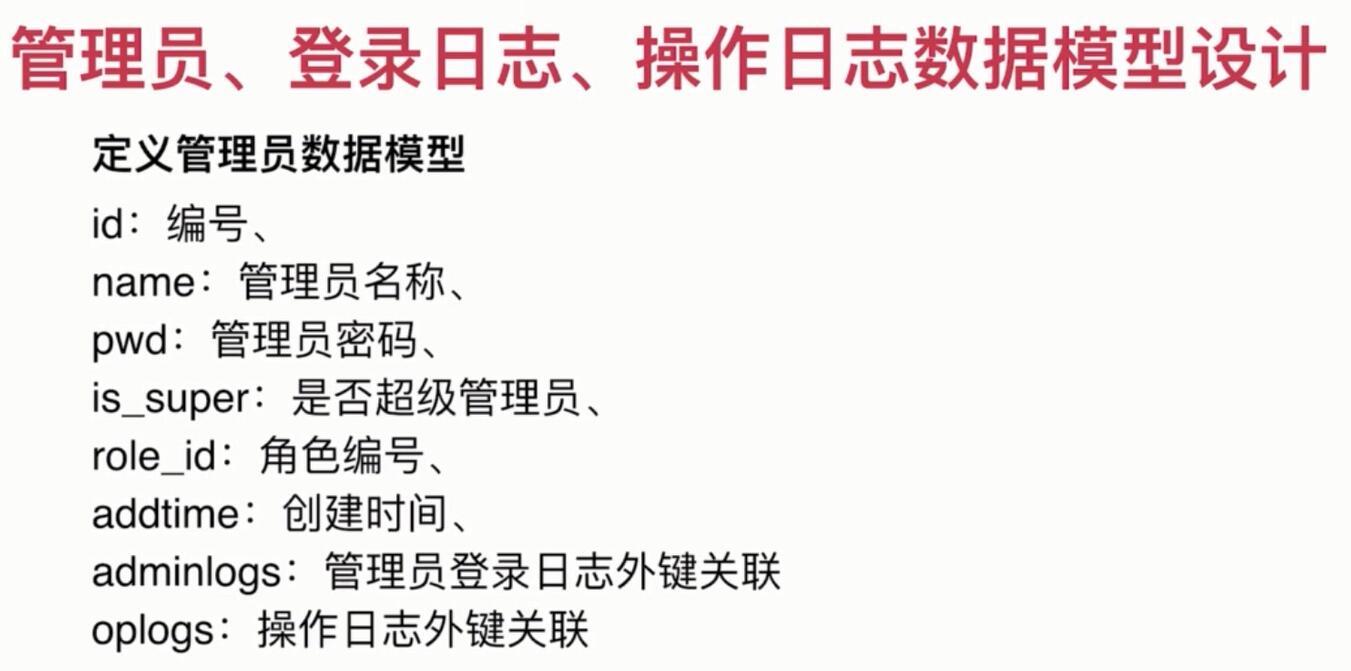 管理员、登录日志、操作日志数据模型设计
定义管理员数据模型
id：编号、
name：管理员名称、
pwd：管理员密码、
is_super：是否超级管理员、
role_id：角色编号、
addtime：创建时间、
adminlogs：管理员登录日志外键关联
oplogs：操作日志外键关联